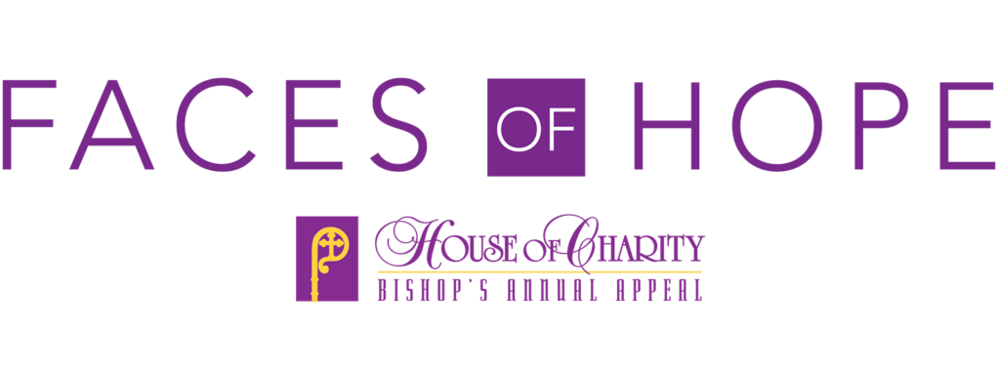 FACES OF HOPE
HOUSE OF CHARITY
BISHOP'S ANNUAL APPEAL